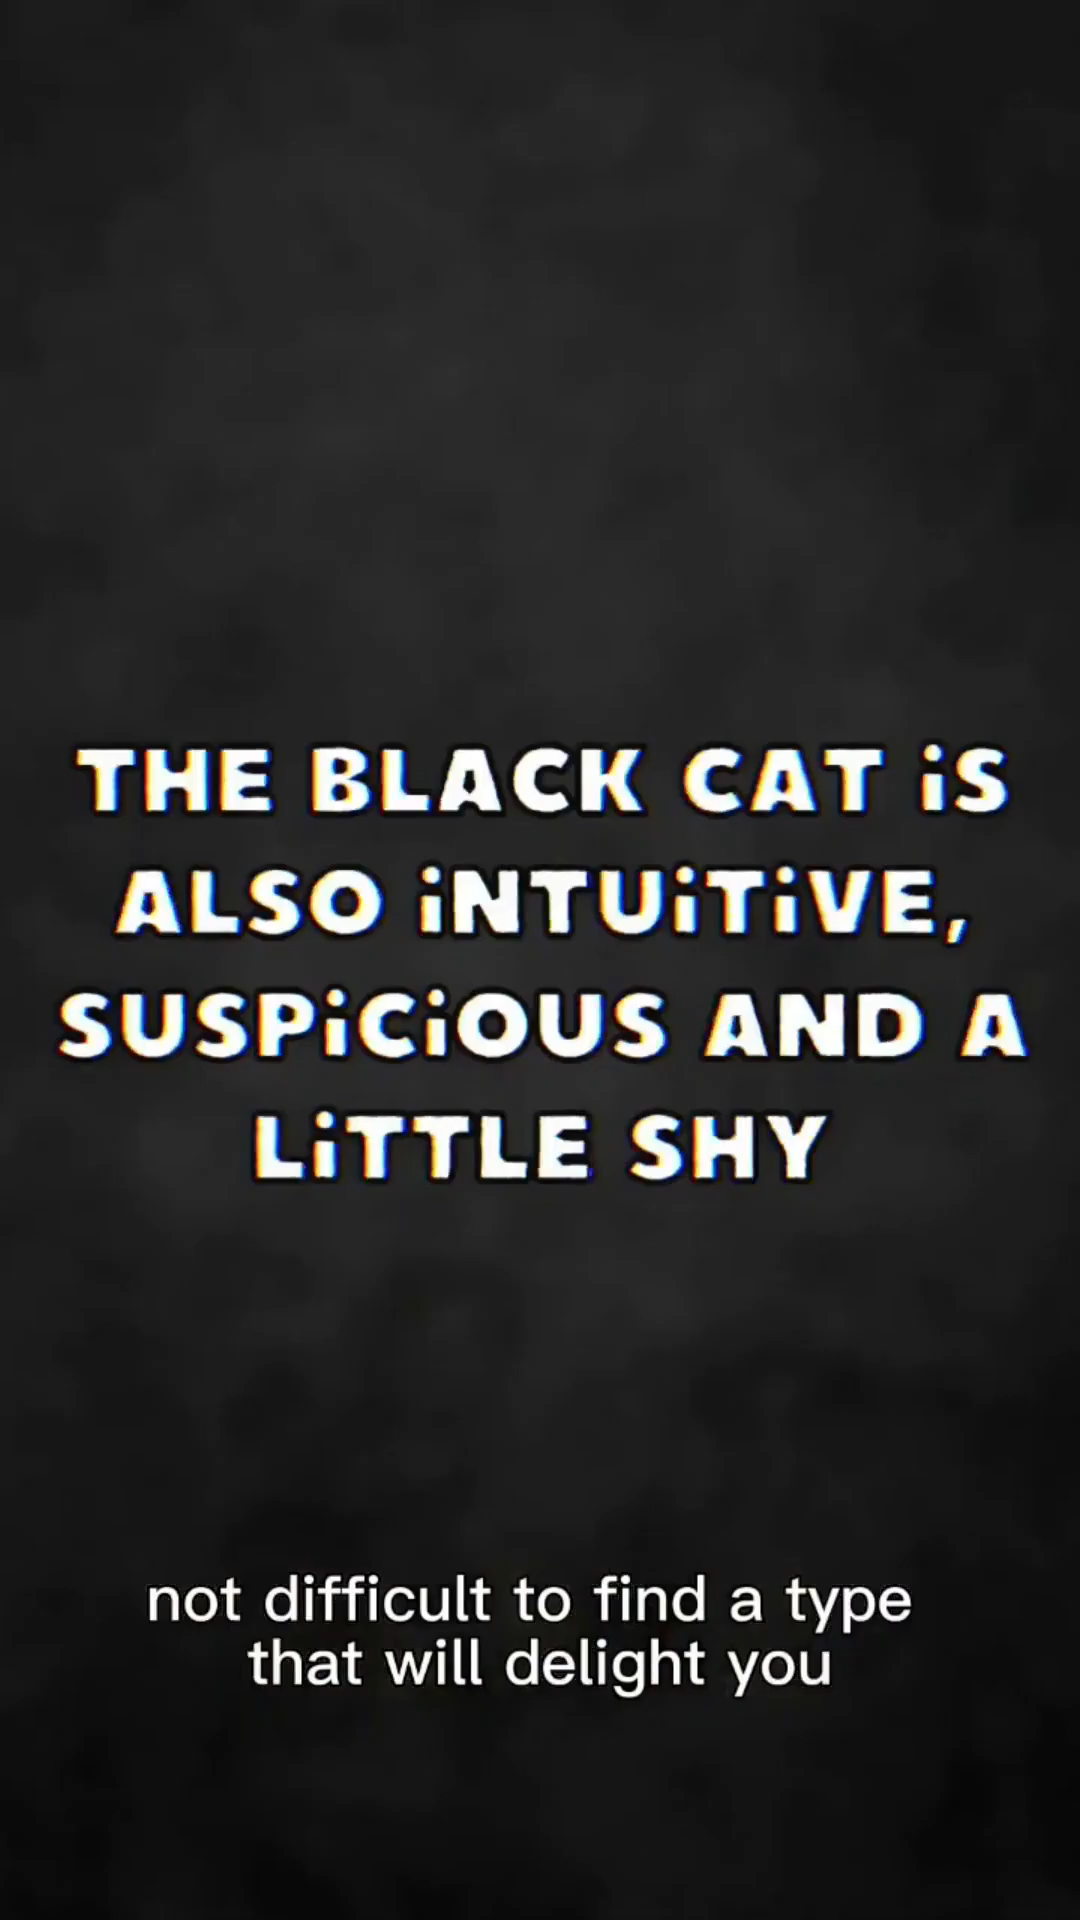 THE BLACK CAT iS
ALSO iNTUiTiVE,
SUSPiCiOUS AND A
LiTTLE SHY
not difficult to find a type
that will delight you